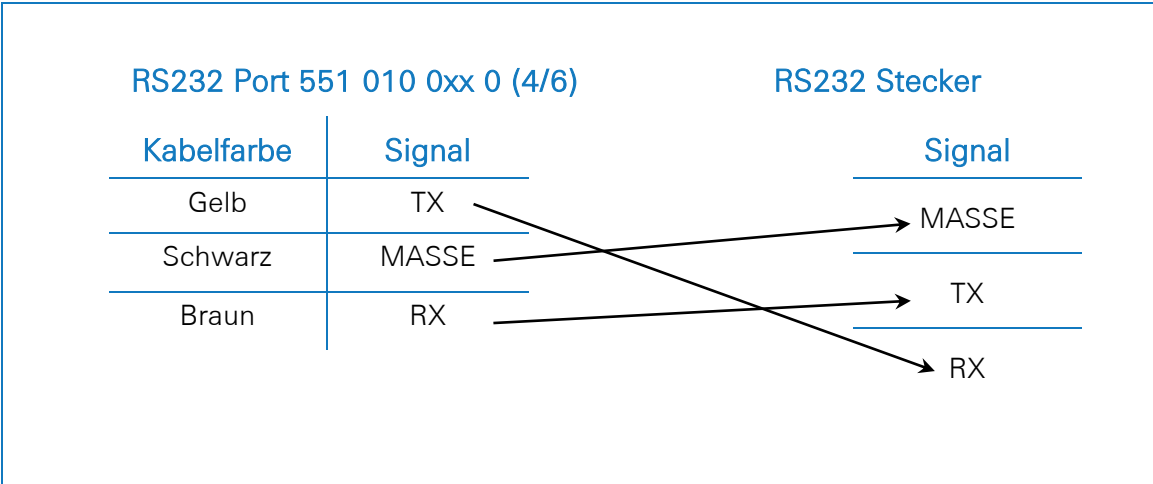 RS232 Port 551 010 0xx 0 (4/6)
RS232 Stecker
Kabelfarbe Signal
Signal
Gelb TX
MASSE
Schwarz MASSE
TX
Braun RX
RX